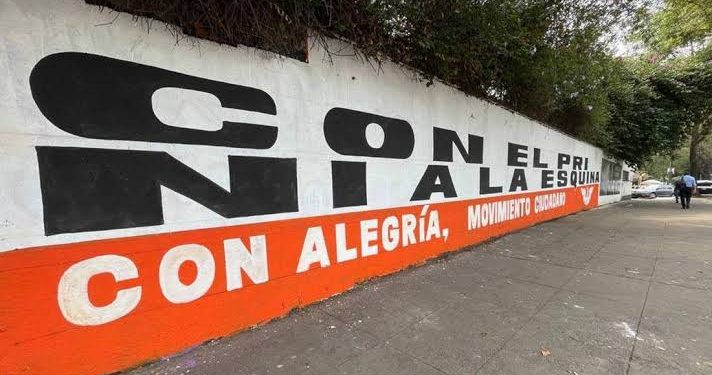 CON EL PRI
NI A LA ESQUINA
CON ALEGRÍA, MOVIMIENTO CIUDADANO